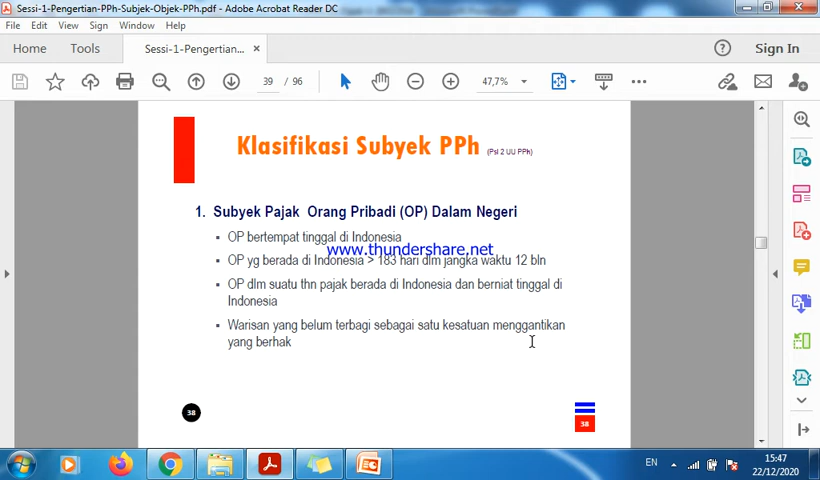 Sessi-1-Pengertian-PPh-Subjek-Objek-PPh.pdf - Adobe Acrobat Reader DC
File Edit View Sign Window Help
Home Tools Sessi-1-Pengertian... × Sign In
39 / 96 47,7%
Klasifikasi Subyek PPh (Psl 2 UU PPh)
1. Subyek Pajak Orang Pribadi (OP) Dalam Negeri
▪ OP bertempat tinggal di Indonesia
www.thundershare.net
▪ OP yg berada di Indonesia > 183 hari dlm jangka waktu 12 bln
▪ OP dlm suatu thn pajak berada di Indonesia dan berniat tinggal di
Indonesia
▪ Warisan yang belum terbagi sebagai satu kesatuan menggantikan
yang berhak
38
38
EN 15:47
22/12/2020